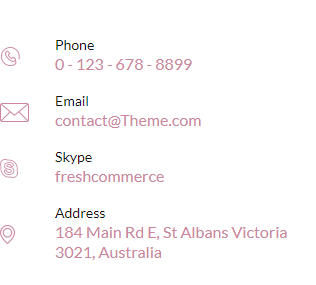 Phone
0 - 123 - 678 - 8899
Email
contact@Theme.com
Skype
freshcommerce
Address
184 Main Rd E, St Albans Victoria
3021, Australia